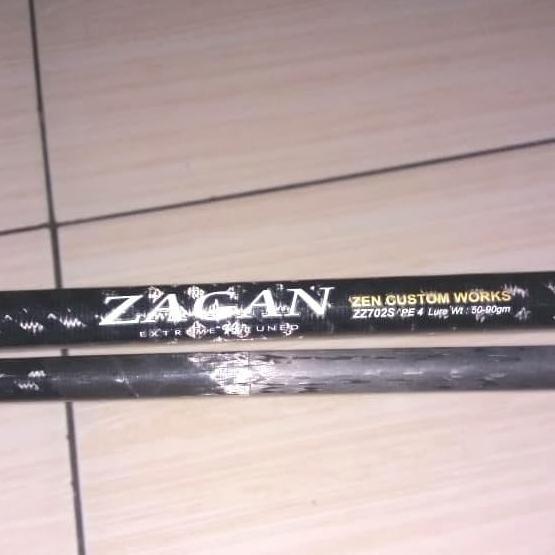 ZAGAN
EXTREME TUNED
ZEN CUSTOM WORKS
ZZ702S PE 4 Lure Wt : 50-90gm